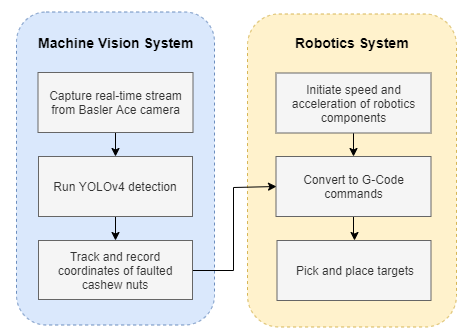 Machine Vision System
Capture real-time stream
from Basler Ace camera
Run YOLOv4 detection
Track and record
coordinates of faulted
cashew nuts
Robotics System
Initiate speed and
acceleration of robotics
components
Convert to G-Code
commands
Pick and place targets